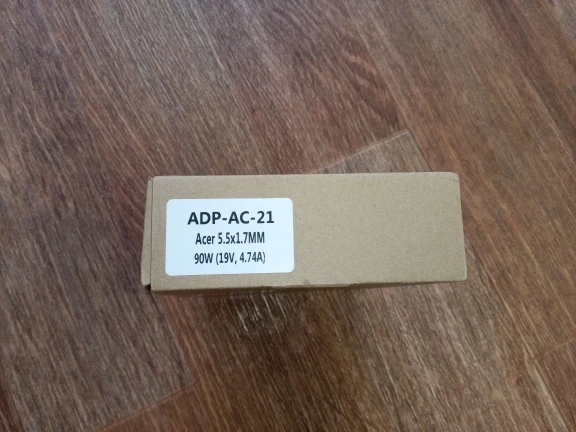 ADP-AC-21
Acer 5.5x1.7MM
90W (19V, 4.74A)